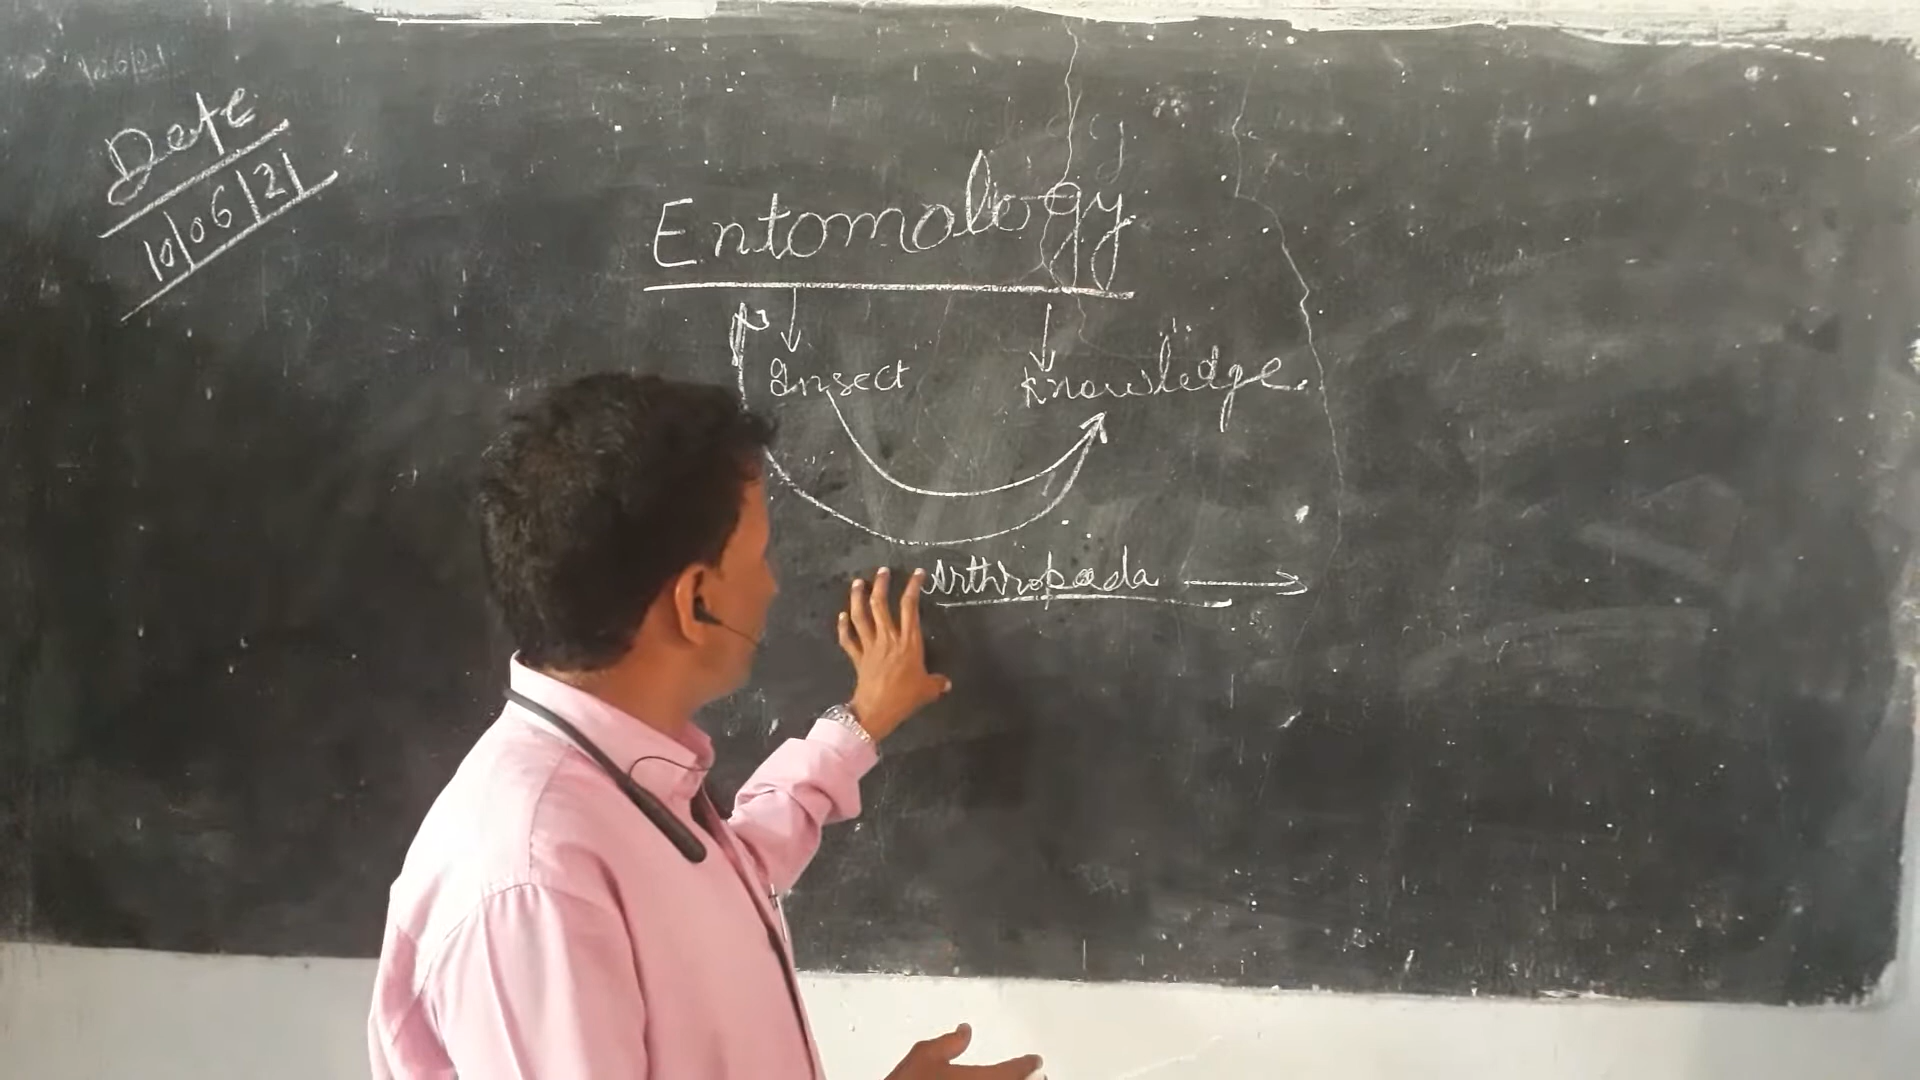 Date
10/06/21
Entomology
Insect Knowledge.
Arthropoda